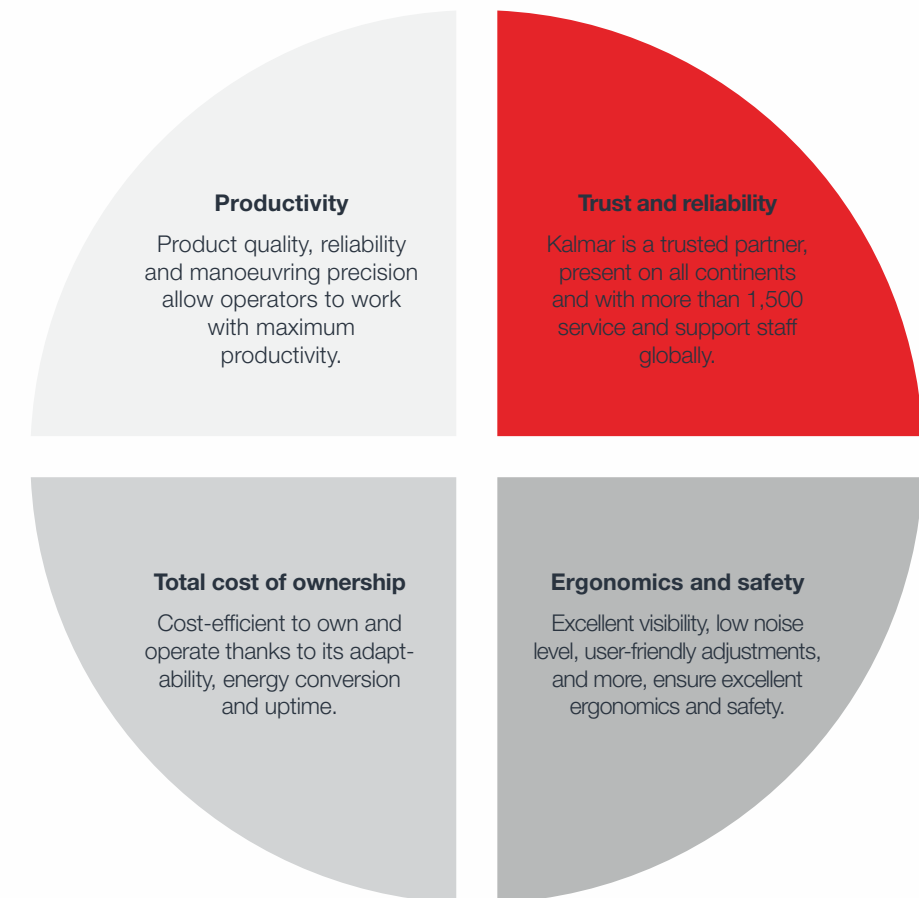 Productivity
Product quality, reliability
and manoeuvring precision
allow operators to work
with maximum
productivity.
Trust and reliability
Kalmar is a trusted partner,
present on all continents
and with more than 1,500
service and support staff
globally.
Total cost of ownership
Cost-efficient to own and
operate thanks to its adapt-
ability, energy conversion
and uptime.
Ergonomics and safety
Excellent visibility, low noise
level, user-friendly adjustments,
and more, ensure excellent
ergonomics and safety.